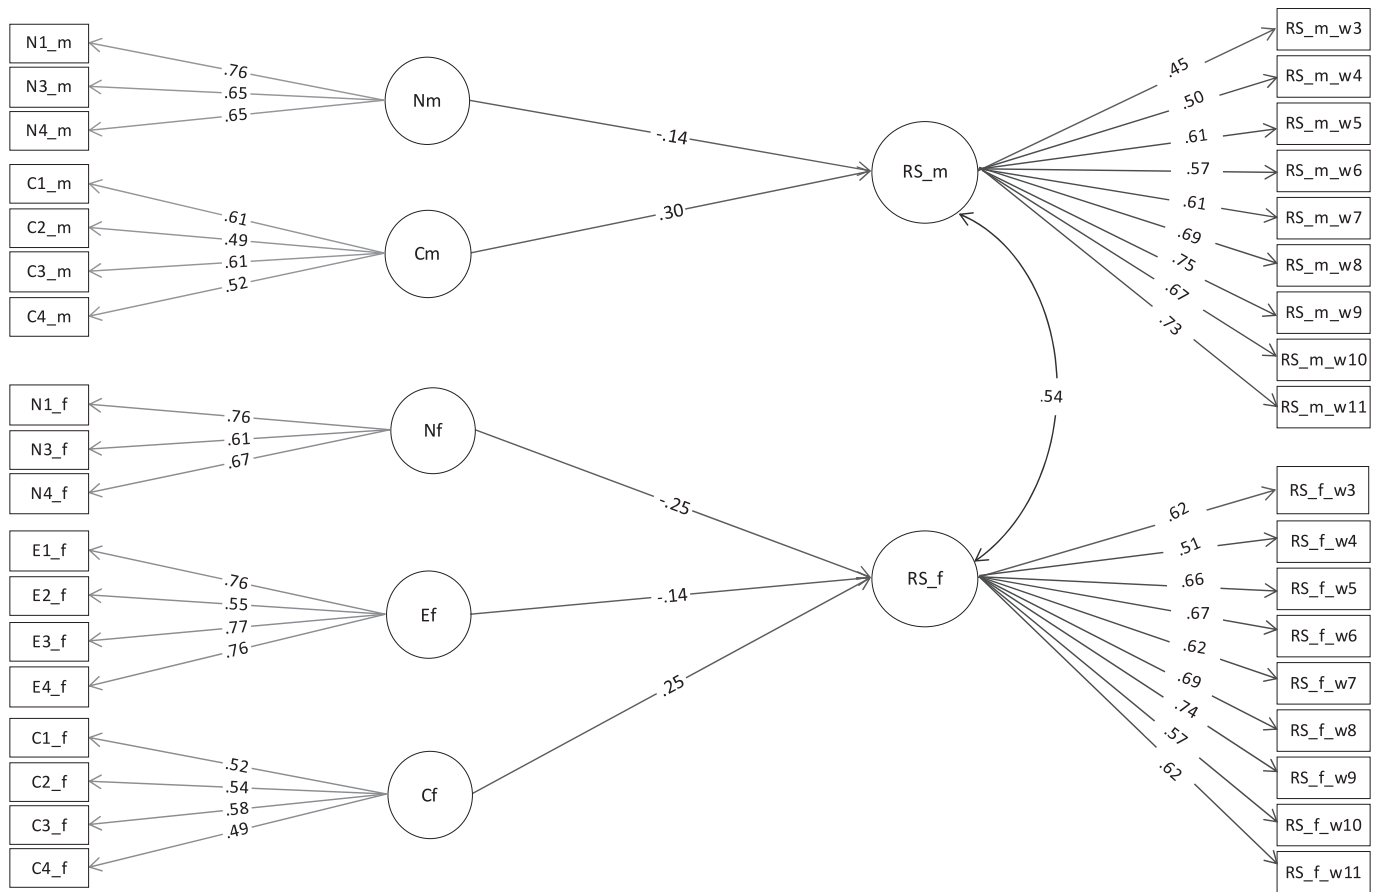 N1_m
N3_m
N4_m
.76
.65
.65
Nm
C1_m
C2_m
C3_m
C4_m
.61
.49
.61
.52
Cm
-.14
.30
RS_m
.45
.50
.61
.57
.61
.69
.75
.67
.73
RS_m_w3
RS_m_w4
RS_m_w5
RS_m_w6
RS_m_w7
RS_m_w8
RS_m_w9
RS_m_w10
RS_m_w11
.54
N1_f
N3_f
N4_f
.76
.61
.67
Nf
E1_f
E2_f
E3_f
E4_f
.76
.55
.77
.76
Ef
C1_f
C2_f
C3_f
C4_f
.52
.54
.58
.49
Cf
-.25
-.14
.25
RS_f
.62
.51
.66
.67
.62
.69
.74
.57
.62
RS_f_w3
RS_f_w4
RS_f_w5
RS_f_w6
RS_f_w7
RS_f_w8
RS_f_w9
RS_f_w10
RS_f_w11